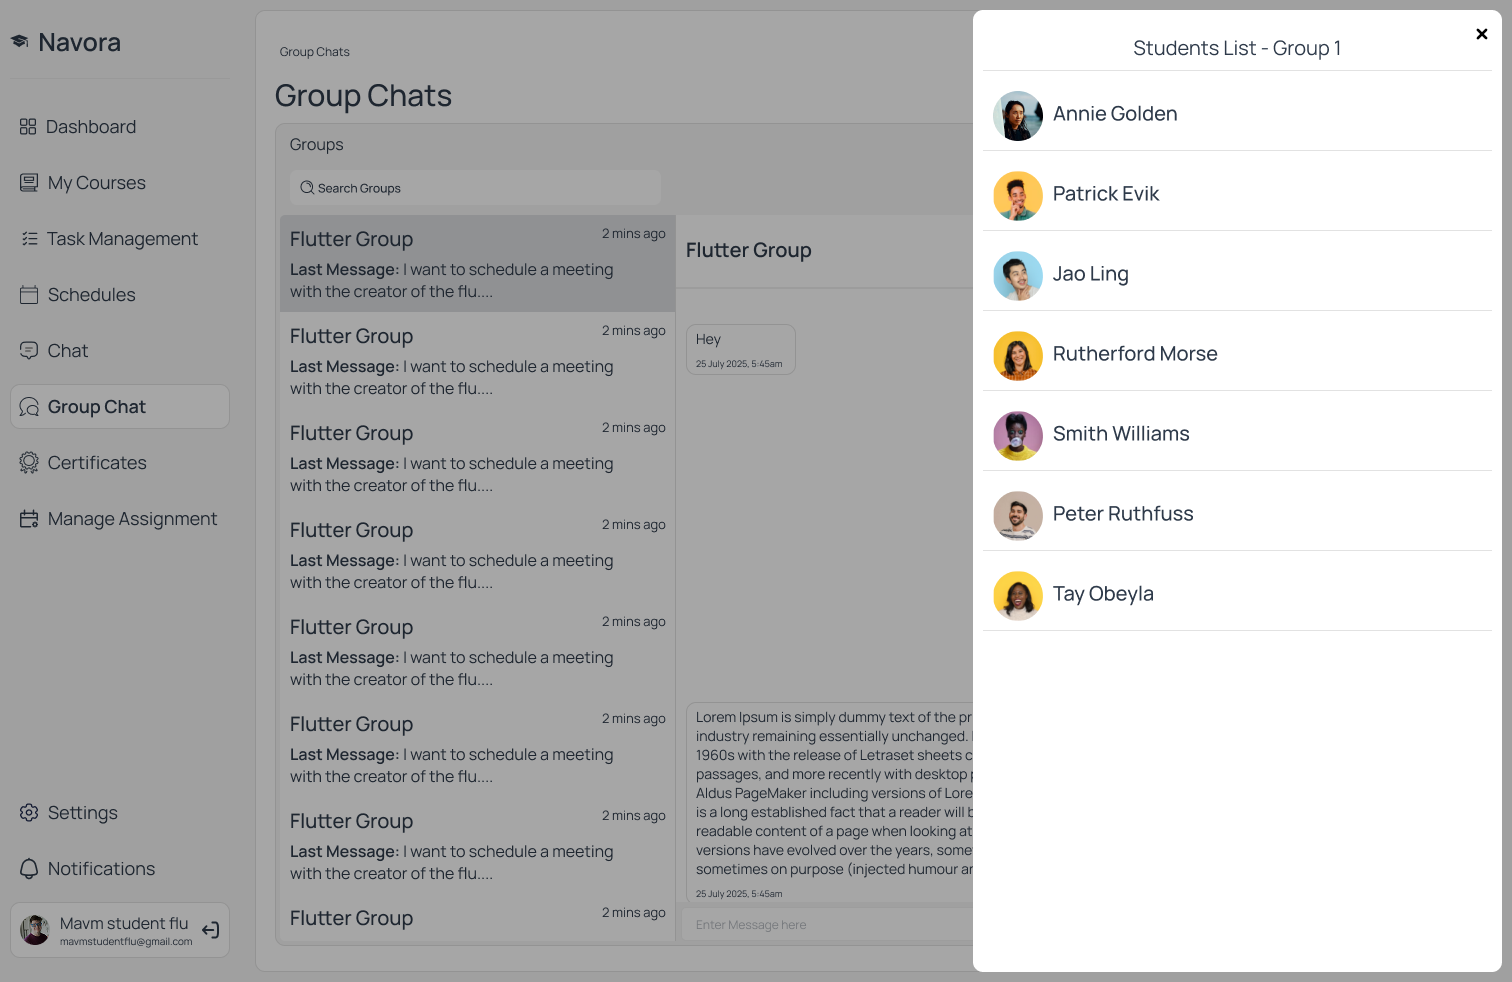 Navora
Dashboard
My Courses
Task Management
Schedules
Chat
Group Chat
Certificates
Manage Assignment
Settings
Notifications
Mavm student flu
mavmstudentflu@gmail.com
Group Chats
Group Chats
Groups
Search Groups
Flutter Group
2 mins ago
Last Message: I want to schedule a meeting
with the creator of the flu....
Flutter Group
2 mins ago
Last Message: I want to schedule a meeting
with the creator of the flu....
Flutter Group
2 mins ago
Last Message: I want to schedule a meeting
with the creator of the flu....
Flutter Group
2 mins ago
Last Message: I want to schedule a meeting
with the creator of the flu....
Flutter Group
2 mins ago
Last Message: I want to schedule a meeting
with the creator of the flu....
Flutter Group
2 mins ago
Last Message: I want to schedule a meeting
with the creator of the flu....
Flutter Group
2 mins ago
Last Message: I want to schedule a meeting
with the creator of the flu....
Flutter Group
2 mins ago
Flutter Group
Hey
25 July 2025, 5:45am
Lorem Ipsum is simply dummy text of the
industry remaining essentially unchanged.
1960s with the release of Letraset sheets
passages, and more recently with desktop
Aldus PageMaker including versions of
is a long established fact that a reader will
readable content of a page when looking at
versions have evolved over the years,
sometimes on purpose (injected humour
25 July 2025, 5:45am
Enter Message here
Students List - Group 1
Annie Golden
Patrick Evik
Jao Ling
Rutherford Morse
Smith Williams
Peter Ruthfuss
Tay Obeyla